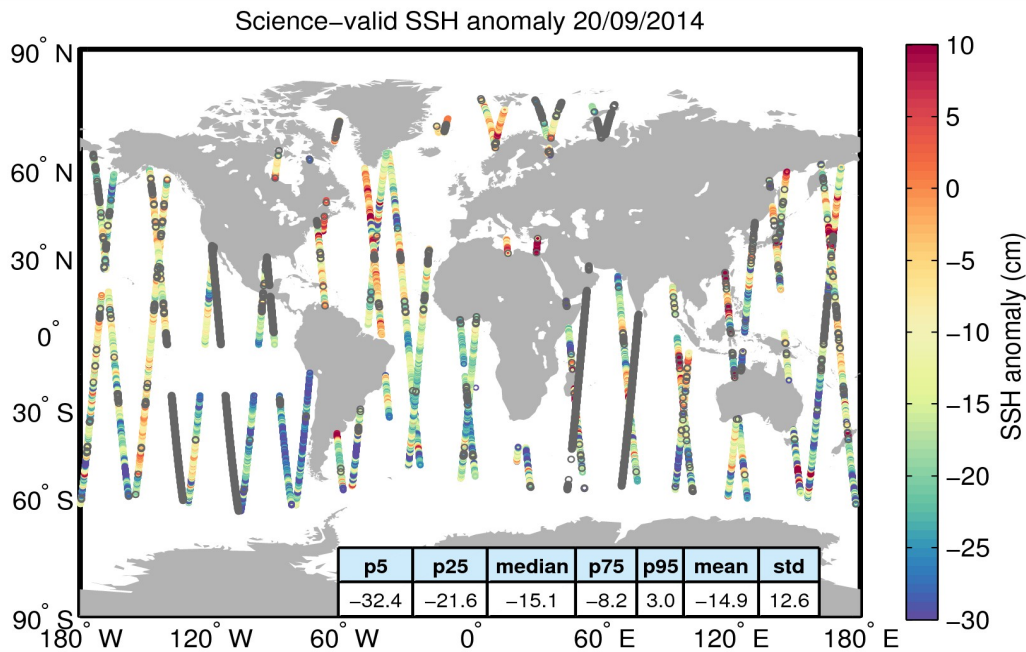 Science−valid SSH anomaly 20/09/2014
90° N
60° N
30° N
0°
30° S
60° S
90° S
180° W
120° W
60° W
0°
60° E
120° E
180° E
10
5
0
−5
−10
−15
−20
−25
−30
SSH anomaly (cm)
p5 p25 median p75 p95 mean std
−32.4 −21.6 −15.1 −8.2 3.0 −14.9 12.6